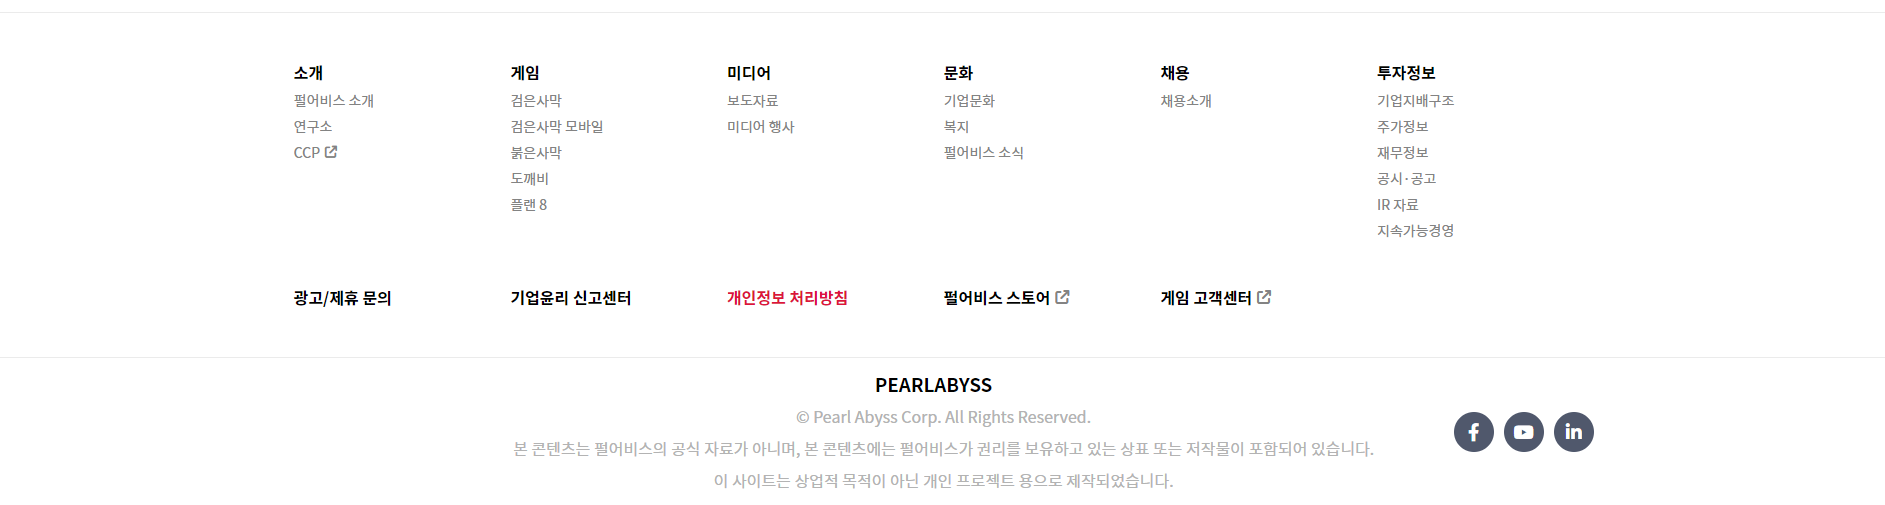 소개
펄어비스 소개
연구소
CCP
게임
검은사막
검은사막 모바일
붉은사막
도깨비
플랜 8
미디어
보도자료
미디어 행사
문화
기업문화
복지
펄어비스 소식
채용
채용소개
투자정보
기업지배구조
주가정보
재무정보
공시·공고
IR 자료
지속가능경영
광고/제휴 문의
기업윤리 신고센터
개인정보 처리방침
펄어비스 스토어
게임 고객센터
PEARLABYSS
© Pearl Abyss Corp. All Rights Reserved.
본 콘텐츠는 펄어비스의 공식 자료가 아니며, 본 콘텐츠에는 펄어비스가 권리를 보유하고 있는 상표 또는 저작물이 포함되어 있습니다.
이 사이트는 상업적 목적이 아닌 개인 프로젝트 용으로 제작되었습니다.